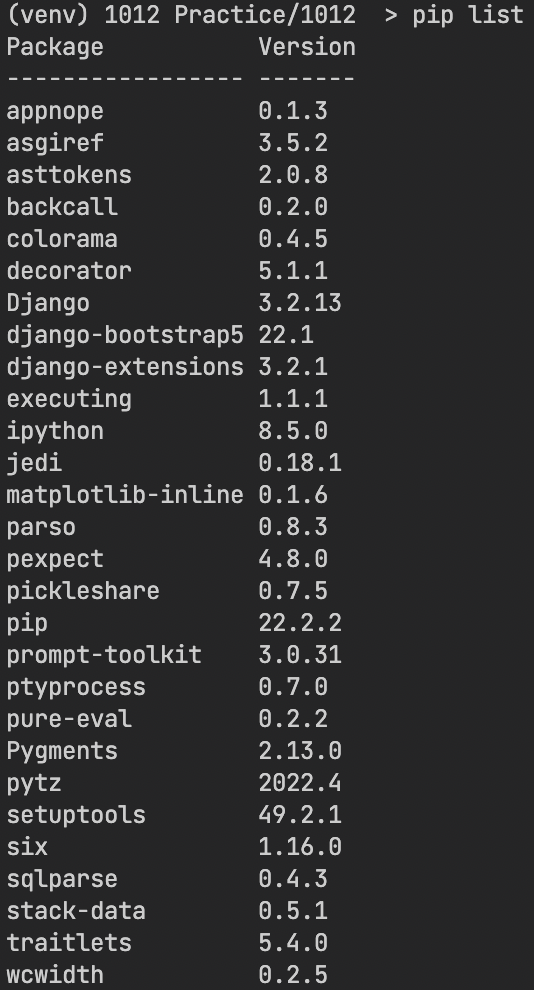 (venv) 1012 Practice/1012  > pip list
Package           Version
----------------- -------
appnope           0.1.3
asgiref           3.5.2
asttokens         2.0.8
backcall          0.2.0
colorama          0.4.5
decorator         5.1.1
Django            3.2.13
django-bootstrap5 22.1
django-extensions 3.2.1
executing         1.1.1
ipython           8.5.0
jedi              0.18.1
matplotlib-inline 0.1.6
parso             0.8.3
pexpect           4.8.0
pickleshare       0.7.5
pip               22.2.2
prompt-toolkit    3.0.31
ptyprocess        0.7.0
pure-eval         0.2.2
Pygments          2.13.0
pytz              2022.4
setuptools        49.2.1
six               1.16.0
sqlparse          0.4.3
stack-data        0.5.1
traitlets         5.4.0
wcwidth           0.2.5